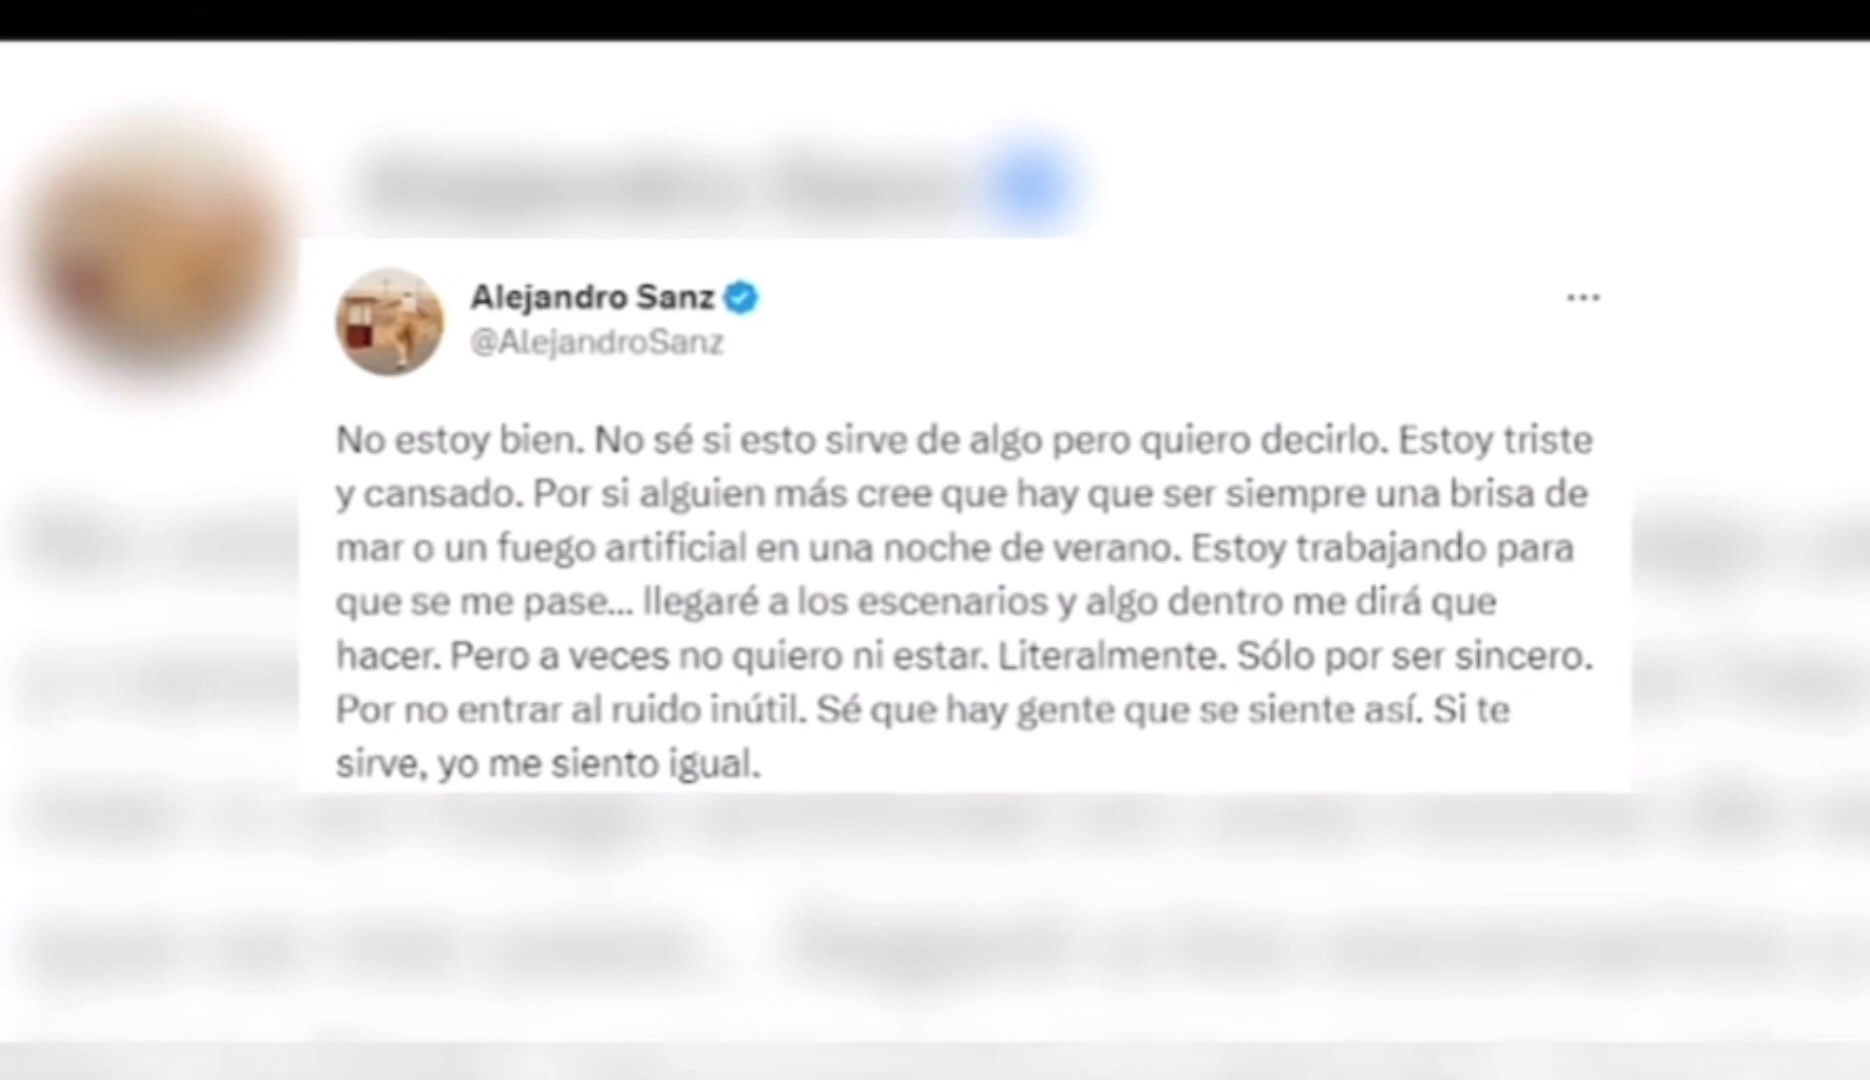 Alejandro Sanz
@AlejandroSanz
No estoy bien. No sé si esto sirve de algo pero quiero decirlo. Estoy triste
y cansado. Por si alguien más cree que hay que ser siempre una brisa de
mar o un fuego artificial en una noche de verano. Estoy trabajando para
que se me pase... llegaré a los escenarios y algo dentro me dirá que
hacer. Pero a veces no quiero ni estar. Literalmente. Sólo por ser sincero.
Por no entrar al ruido inútil. Sé que hay gente que se siente así. Si te
sirve, yo me siento igual.